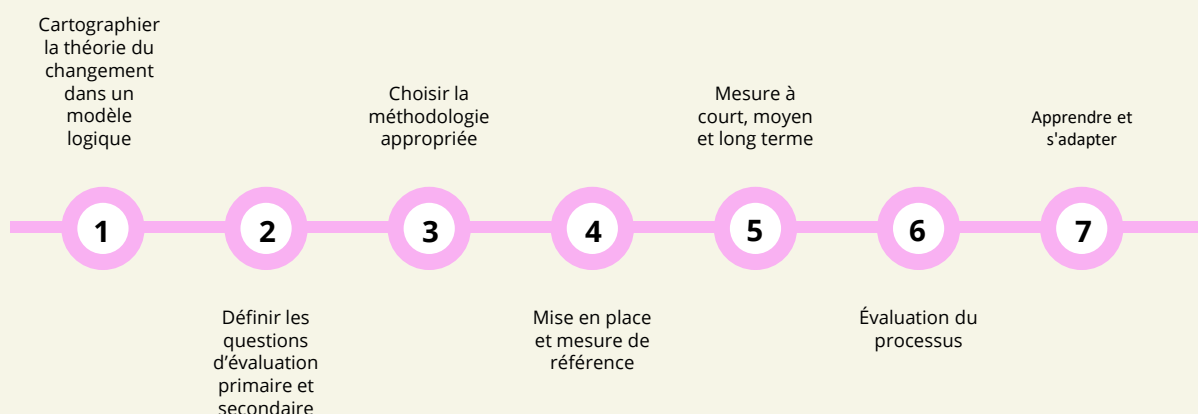 Cartographier
la théorie du
changement
dans un
modèle
logique
Choisir la
méthodologie
appropriée
Mesure à
court, moyen
et long terme
Apprendre et
s'adapter
1
2
3
4
5
6
7
Définir les
questions
d’évaluation
primaire et
secondaire
Mise en place
et mesure de
référence
Évaluation du
processus